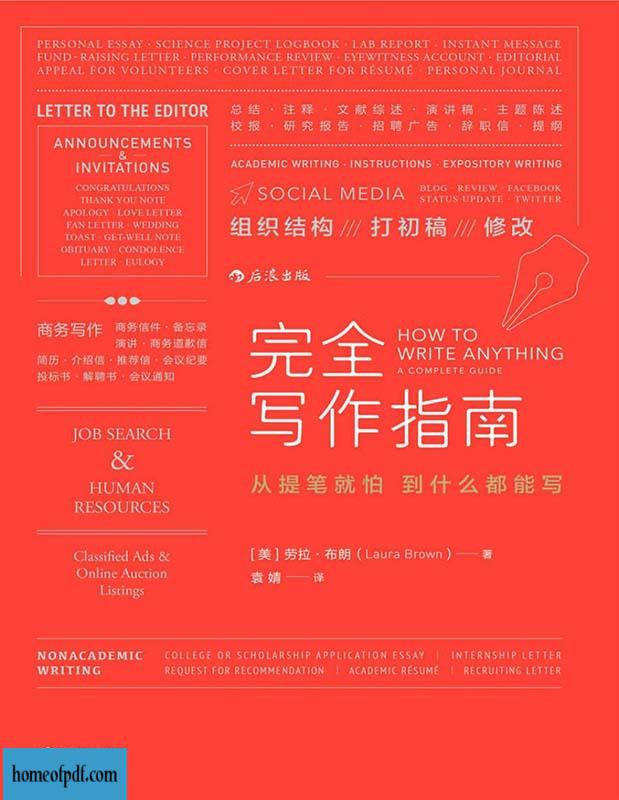 PERSONAL ESSAY · SCIENCE PROJECT LOGBOOK · LAB REPORT · INSTANT MESSAGE
FUND-RAISING LETTER · PERFORMANCE REVIEW · EYEWITNESS ACCOUNT · EDITORIAL
APPEAL FOR VOLUNTEERS · COVER LETTER FOR RÉSUMÉ · PERSONAL JOURNAL
LETTER TO THE EDITOR
ANNOUNCEMENTS
&
INVITATIONS
CONGRATULATIONS
THANK YOU NOTE
APOLOGY · LOVE LETTER
FAN LETTER · WEDDING
TOAST · GET-WELL NOTE
OBITUARY · CONDOLENCE
LETTER · EULOGY
总结 · 注释 · 文献综述 · 演讲稿 · 主题陈述
校报 · 研究报告 · 招聘广告 · 辞职信 · 提纲
ACADEMIC WRITING · INSTRUCTIONS · EXPOSITORY WRITING
SOCIAL MEDIA
BLOG · REVIEW · FACEBOOK
STATUS UPDATE · TWITTER
组织结构 /// 打初稿 /// 修改
后浪出版
商务写作
商务信件 · 备忘录
演讲 · 商务道歉信
简历 · 介绍信 · 推荐信 · 会议纪要
投标书 · 解聘书 · 会议通知
完全
HOW TO
WRITE ANYTHING
A COMPLETE GUIDE
写作指南
从提笔就怕 到什么都能写
JOB SEARCH
&
HUMAN
RESOURCES
Classified Ads &
Online Auction
Listings
[美] 劳拉 · 布朗（Laura Brown）—— 著
袁婧 —— 译
NONACADEMIC
WRITING
COLLEGE OR SCHOLARSHIP APPLICATION ESSAY | INTERNSHIP LETTER
REQUEST FOR RECOMMENDATION | ACADEMIC RÉSUMÉ | RECRUITING LETTER
homeofpdf.com